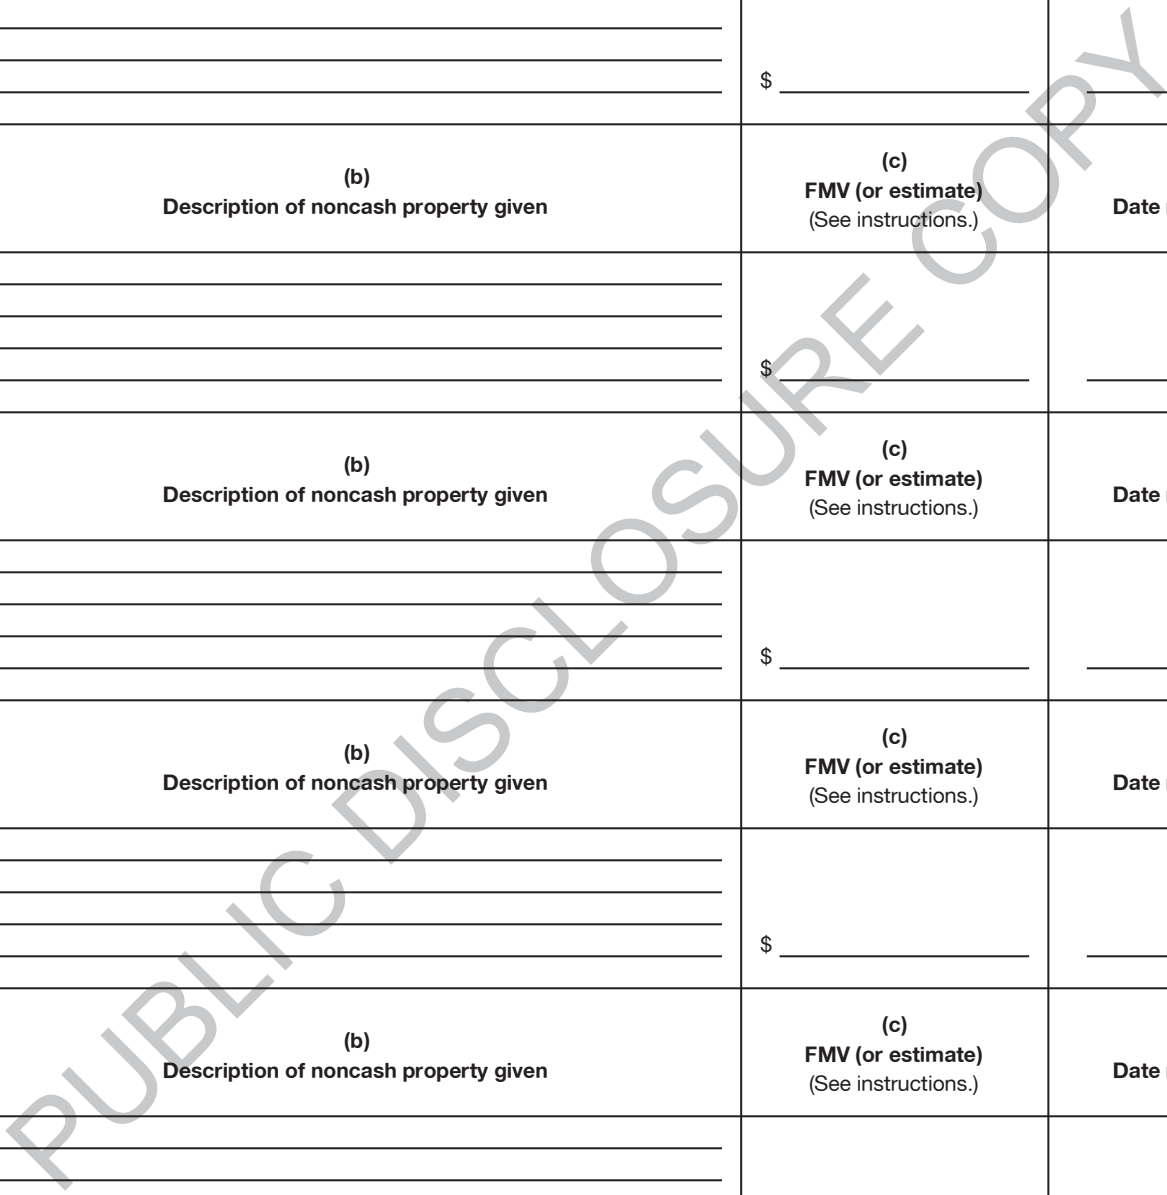 $
(b)
Description of noncash property given
(c)
FMV (or estimate)
(See instructions.)
Date
$
(b)
Description of noncash property given
(c)
FMV (or estimate)
(See instructions.)
Date
$
(b)
Description of noncash property given
(c)
FMV (or estimate)
(See instructions.)
Date
$
(b)
Description of noncash property given
(c)
FMV (or estimate)
(See instructions.)
Date
PUBLIC DISCLOSURE COPY